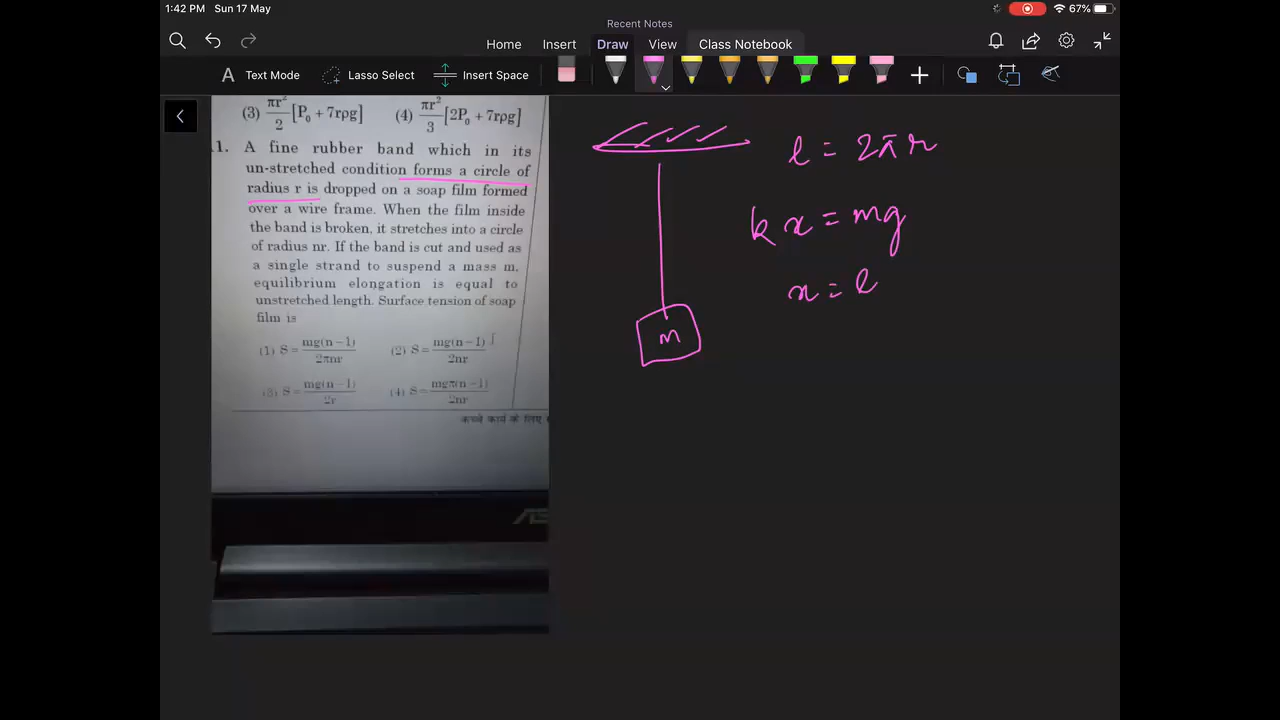 1:42 PM Sun 17 May
67%
Recent Notes
Home Insert Draw View Class Notebook
A Text Mode Lasso Select Insert Space
(3) πr²/2 [P₀ + 7rρg] (4) πr²/3 [2P₀ + 7rρg]
1. A fine rubber band which in its
un-stretched condition forms a circle of
radius r is dropped on a soap film formed
over a wire frame. When the film inside
the band is broken, it stretches into a circle
of radius nr. If the band is cut and used as
a single strand to suspend a mass m,
equilibrium elongation is equal to
unstretched length. Surface tension of soap
film is
(1) S = mg(n−1)/2πnr (2) S = mg(n−1)/2nr
(3) S = mg(n−1)/2r (4) S = mgπ(n−1)/2nr
कच्चे कार्य के लिए
l = 2πr
kx = mg
x = l
m